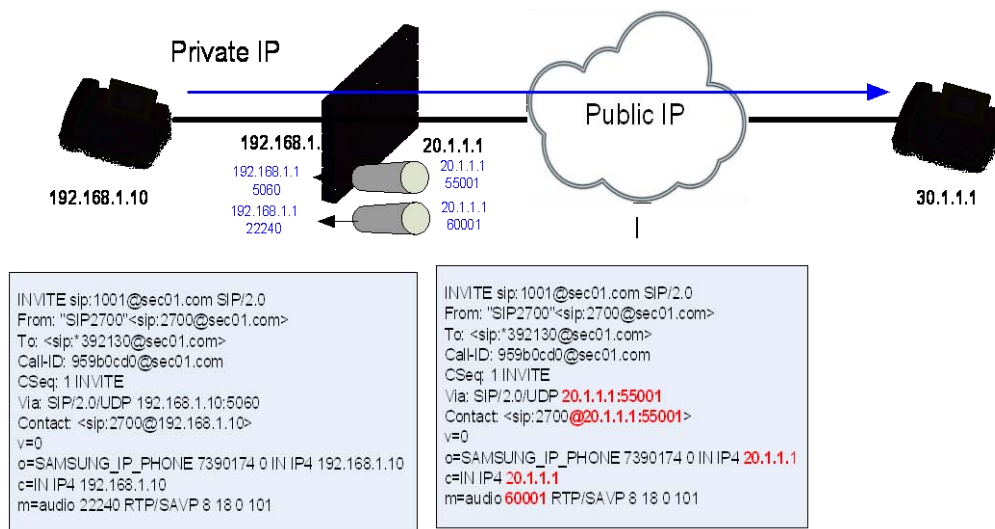 Private IP
Public IP
192.168.1.
20.1.1.1
192.168.1.1
5060
20.1.1.1
55001
192.168.1.10
30.1.1.1
192.168.1.1
22240
20.1.1.1
60001
INVITE sip:1001@sec01.com SIP/2.0
From: "SIP2700"<sip:2700@sec01.com>
To: <sip:*392130@sec01.com>
Call-ID: 959b0cd0@sec01.com
CSeq: 1 INVITE
Via: SIP/2.0/UDP 192.168.1.10:5060
Contact: <sip:2700@192.168.1.10>
v=0
o=SAMSUNG_IP_PHONE 7390174 0 IN IP4 192.168.1.10
c=IN IP4 192.168.1.10
m=audio 22240 RTP/SAVP 8 18 0 101
INVITE sip:1001@sec01.com SIP/2.0
From: "SIP2700"<sip:2700@sec01.com>
To: <sip:*392130@sec01.com>
Call-ID: 959b0cd0@sec01.com
CSeq: 1 INVITE
Via: SIP/2.0/UDP 20.1.1.1:55001
Contact: <sip:2700@20.1.1.1:55001>
v=0
o=SAMSUNG_IP_PHONE 7390174 0 IN IP4 20.1.1.1
c=IN IP4 20.1.1.1
m=audio 60001 RTP/SAVP 8 18 0 101